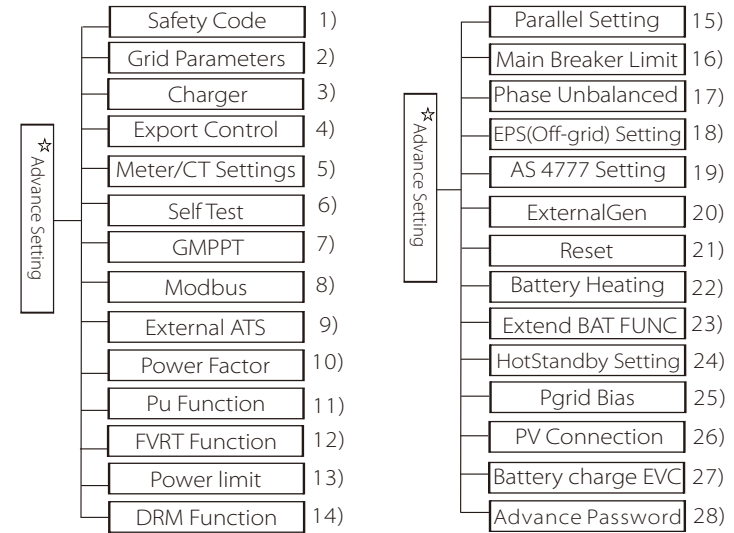 ☆ Advance Setting
Safety Code 1)
Grid Parameters 2)
Charger 3)
Export Control 4)
Meter/CT Settings 5)
Self Test 6)
GMPPT 7)
Modbus 8)
External ATS 9)
Power Factor 10)
Pu Function 11)
FVRT Function 12)
Power limit 13)
DRM Function 14)
☆ Advance Setting
Parallel Setting 15)
Main Breaker Limit 16)
Phase Unbalanced 17)
EPS(Off-grid) Setting 18)
AS 4777 Setting 19)
ExternalGen 20)
Reset 21)
Battery Heating 22)
Extend BAT FUNC 23)
HotStandby Setting 24)
Pgrid Bias 25)
PV Connection 26)
Battery charge EVC 27)
Advance Password 28)